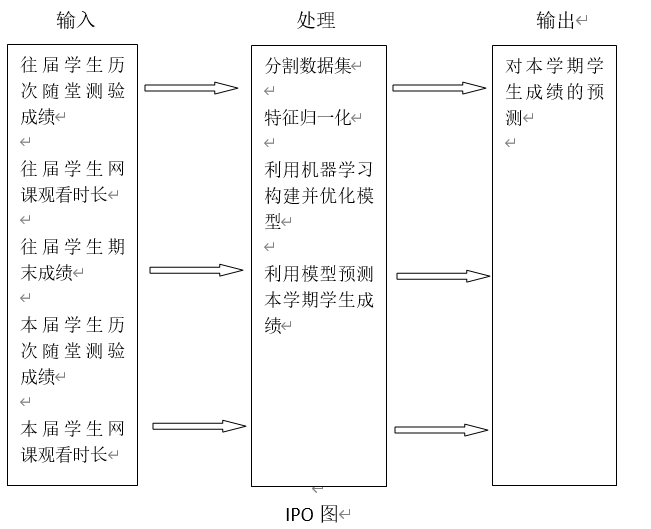 输入
处理
输出
往届学生历
次随堂测验
成绩
往届学生网
课观看时长
往届学生期
末成绩
本届学生历
次随堂测验
成绩
本届学生网
课观看时长
分割数据集
特征归一化
利用机器学习
构建并优化模
型
利用模型预测
本学期学生成
绩
对本学期学
生成绩的预
测
IPO 图